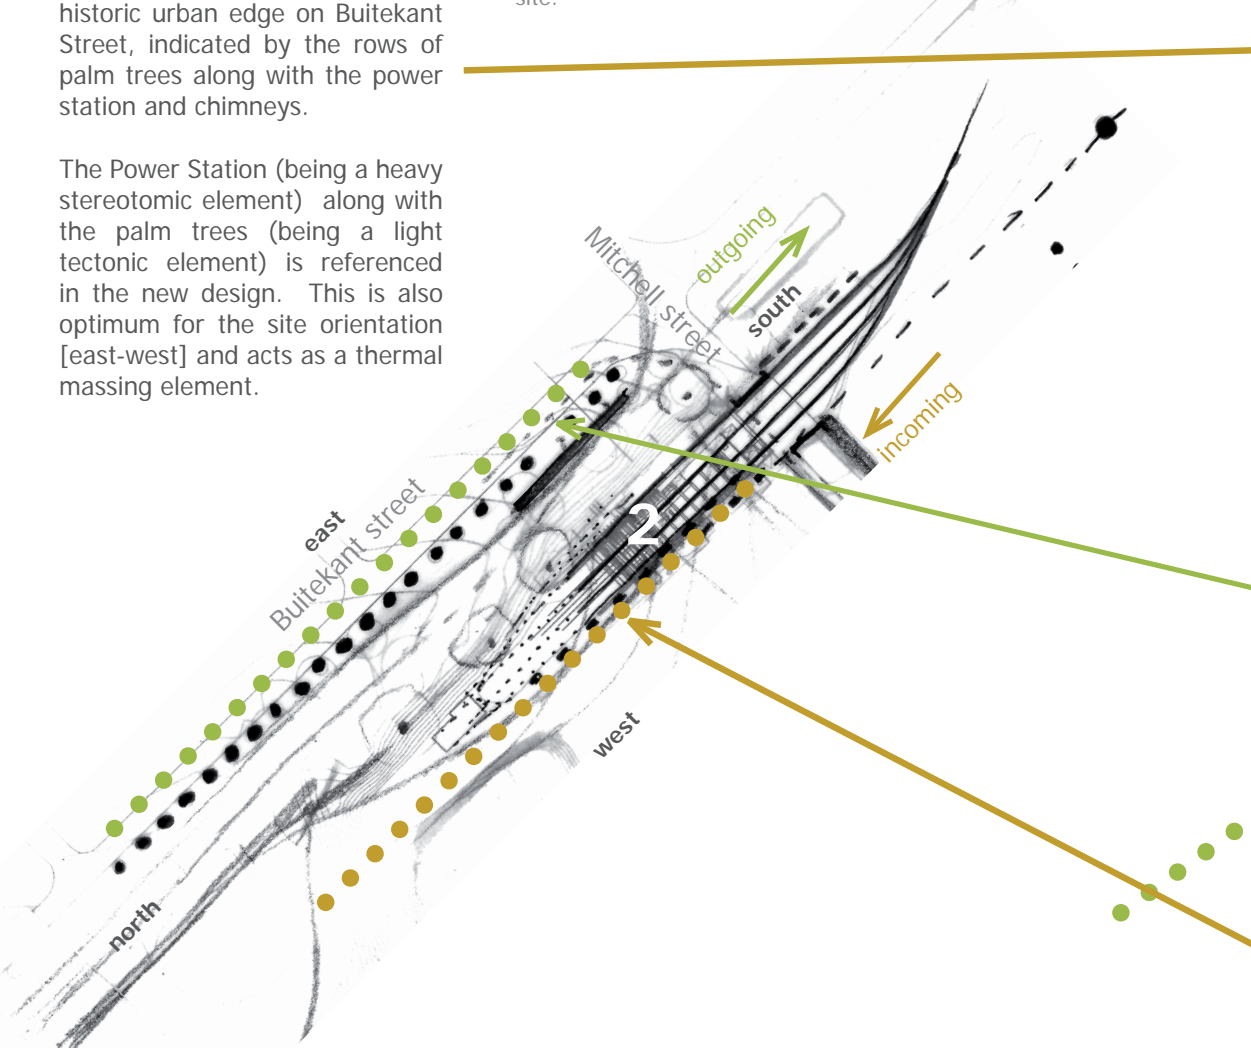 historic urban edge on Buitekant
Street, indicated by the rows of
palm trees along with the power
station and chimneys.
The Power Station (being a heavy
stereotomic element) along with
the palm trees (being a light
tectonic element) is referenced
in the new design. This is also
optimum for the site orientation
[east-west] and acts as a thermal
massing element.
site.
Mitchell street
outgoing
south
incoming
east
Buitekant street
2
west
north